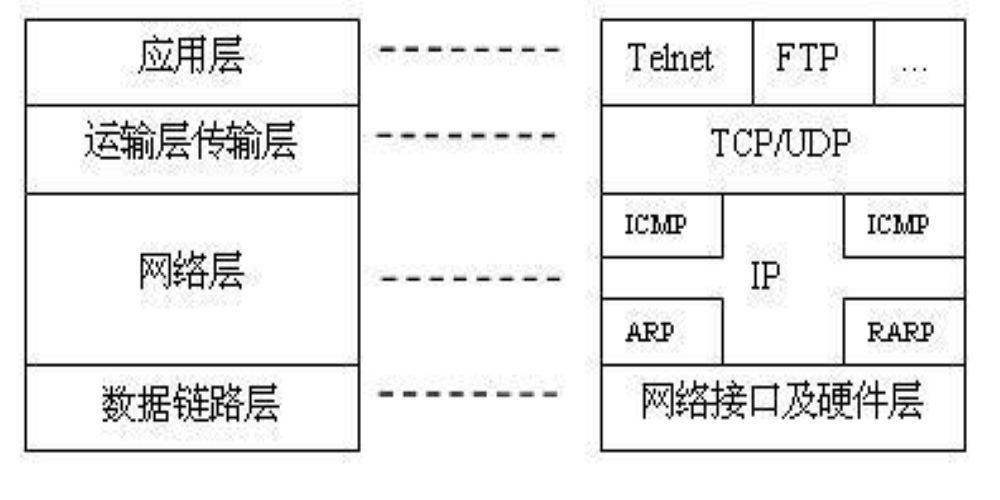 应用层
Telnet
FTP
...
运输层传输层
TCP/UDP
网络层
ICMP
ICMP
IP
ARP
RARP
数据链路层
网络接口及硬件层